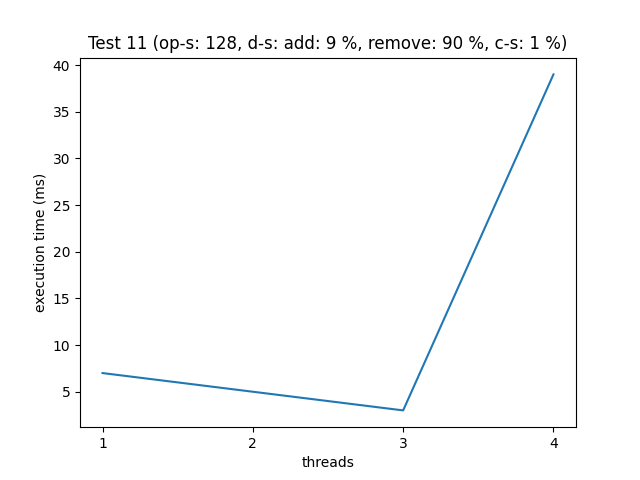 Test 11 (op-s: 128, d-s: add: 9 %, remove: 90 %, c-s: 1 %)
40
35
30
25
20
15
10
5
execution time (ms)
1 2 3 4
threads